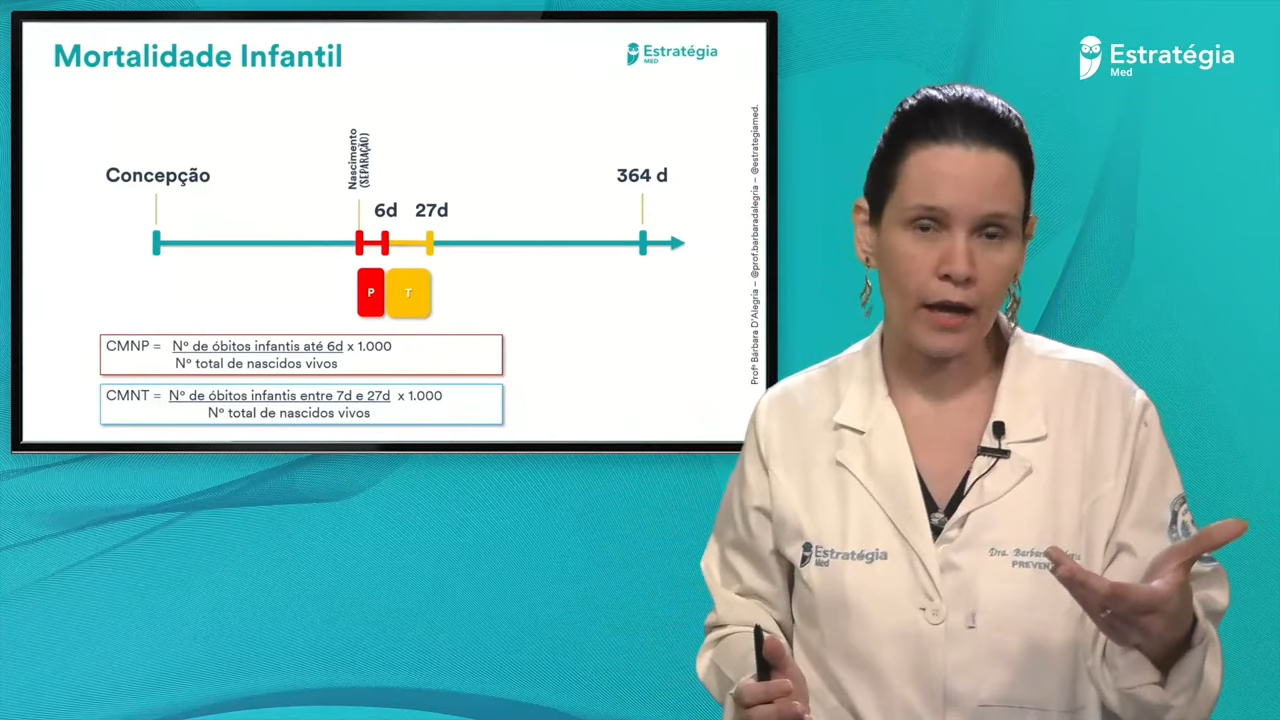 Mortalidade Infantil
Estratégia
MED
Estratégia
Med
Nascimento
(SEPARAÇÃO)
Concepção
364 d
6d
27d
P
T
CMNP = Nº de óbitos infantis até 6d x 1.000
Nº total de nascidos vivos
CMNT = Nº de óbitos infantis entre 7d e 27d x 1.000
Nº total de nascidos vivos
Profª Bárbara D'Alegria – @prof.barbaradalegria – @estrategiamed.
Estratégia
Med
Dra. Barbara